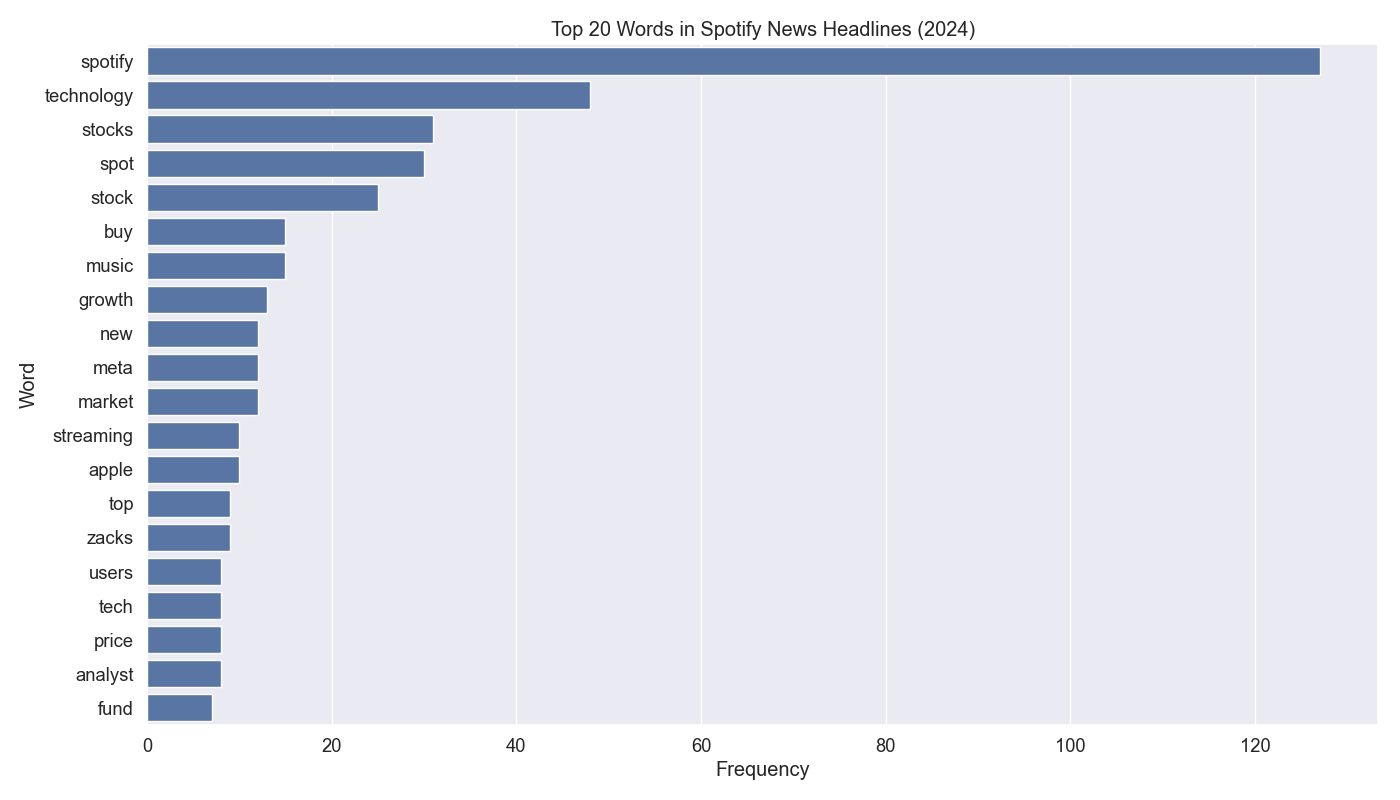 Top 20 Words in Spotify News Headlines (2024)
spotify
technology
stocks
spot
stock
buy
music
growth
new
meta
market
streaming
apple
top
zacks
users
tech
price
analyst
fund
Word
0 20 40 60 80 100 120
Frequency